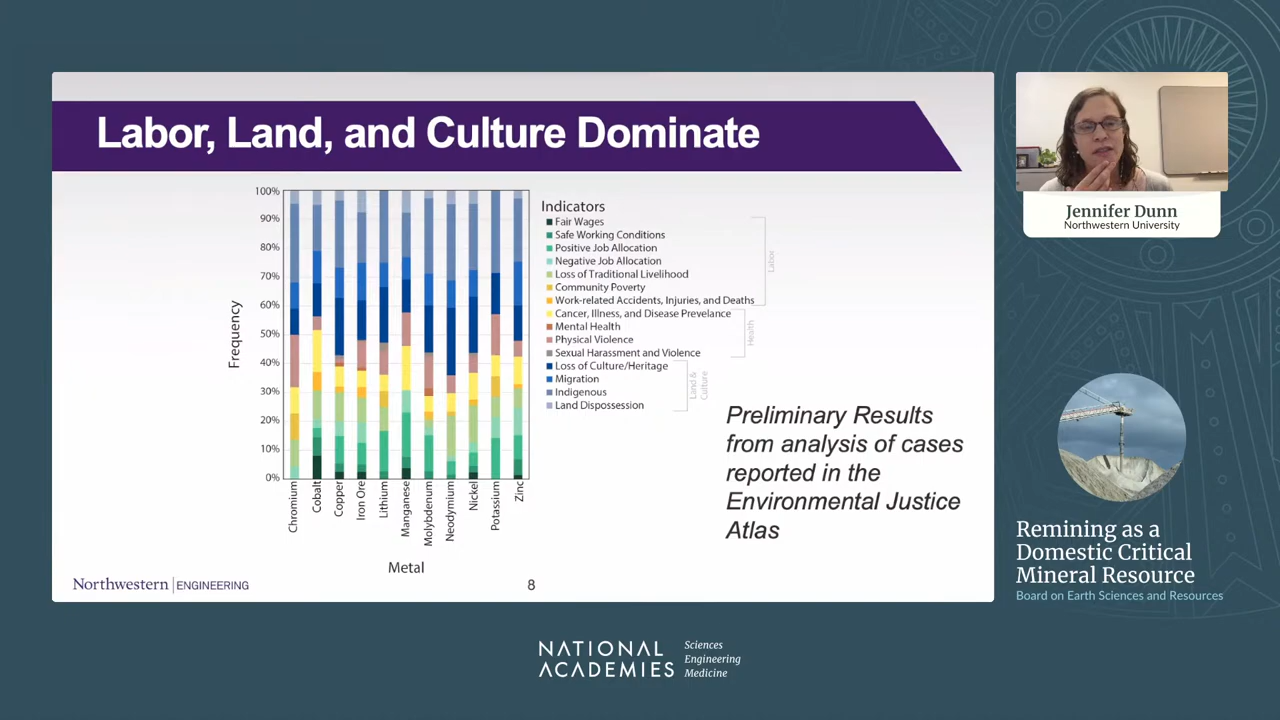 Labor, Land, and Culture Dominate
100%
90%
80%
70%
60%
50%
40%
30%
20%
10%
0%
Frequency
Chromium
Cobalt
Copper
Iron Ore
Lithium
Manganese
Molybdenum
Neodymium
Nickel
Potassium
Zinc
Metal
Indicators
Fair Wages
Safe Working Conditions
Positive Job Allocation
Negative Job Allocation
Loss of Traditional Livelihood
Community Poverty
Work-related Accidents, Injuries, and Deaths
Cancer, Illness, and Disease Prevelance
Mental Health
Physical Violence
Sexual Harassment and Violence
Loss of Culture/Heritage
Migration
Indigenous
Land Dispossession
Labor
Health
Land &
Culture
Preliminary Results
from analysis of cases
reported in the
Environmental Justice
Atlas
Northwestern | ENGINEERING
8
Jennifer Dunn
Northwestern University
Remining as a
Domestic Critical
Mineral Resource
Board on Earth Sciences and Resources
NATIONAL
ACADEMIES
Sciences
Engineering
Medicine